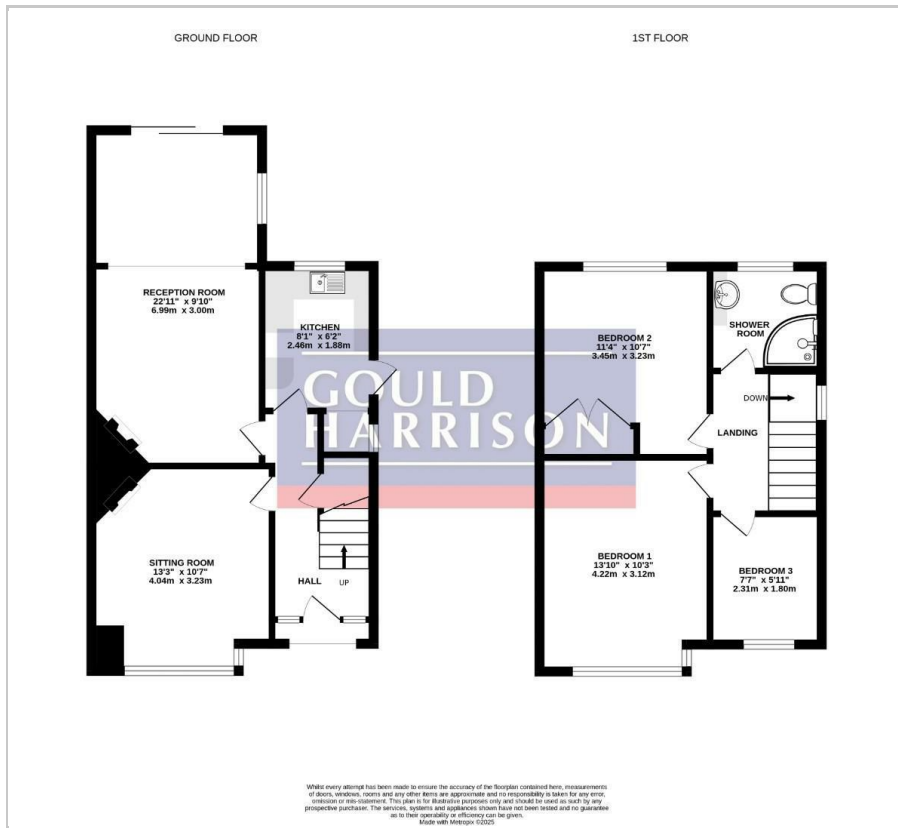 GROUND FLOOR
1ST FLOOR
RECEPTION ROOM
22'11" x 9'10"
6.99m x 3.00m
KITCHEN
8'1" x 6'2"
2.46m x 1.88m
SITTING ROOM
13'3" x 10'7"
4.04m x 3.23m
HALL
UP
BEDROOM 2
11'4" x 10'7"
3.45m x 3.23m
SHOWER
ROOM
DOWN
LANDING
BEDROOM 1
13'10" x 10'3"
4.22m x 3.12m
BEDROOM 3
7'7" x 5'11"
2.31m x 1.80m
GOULD
HARRISON
Whilst every attempt has been made to ensure the accuracy of the floorplan contained here, measurements
of doors, windows, rooms and any other items are approximate and no responsibility is taken for any error,
omission or mis-statement. This plan is for illustrative purposes only and should be used as such by any
prospective purchaser. The services, systems and appliances shown have not been tested and no guarantee
as to their operability or efficiency can be given.
Made with Metropix ©2025